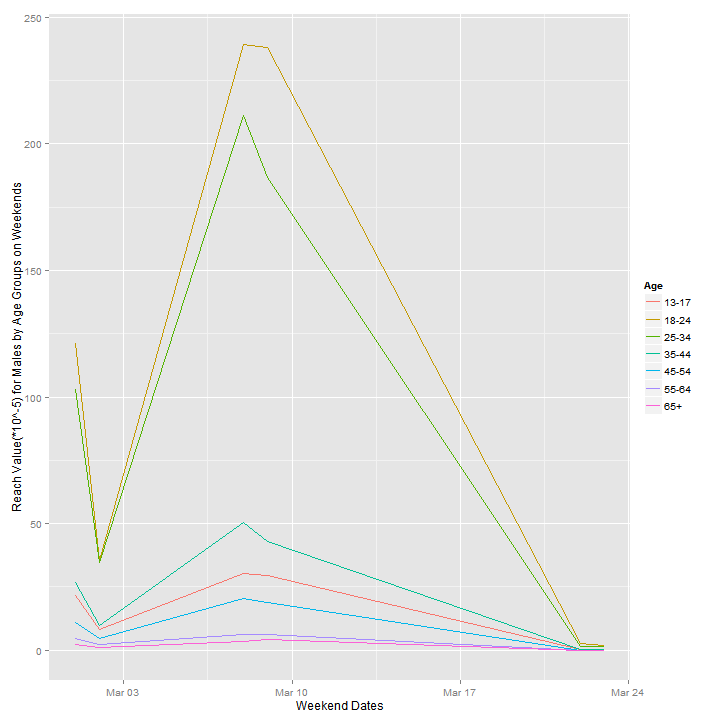 Reach Value(*10^-5) for Males by Age Groups on Weekends
250
200
150
100
50
0
Mar 03
Mar 10
Mar 17
Mar 24
Weekend Dates
Age
13-17
18-24
25-34
35-44
45-54
55-64
65+